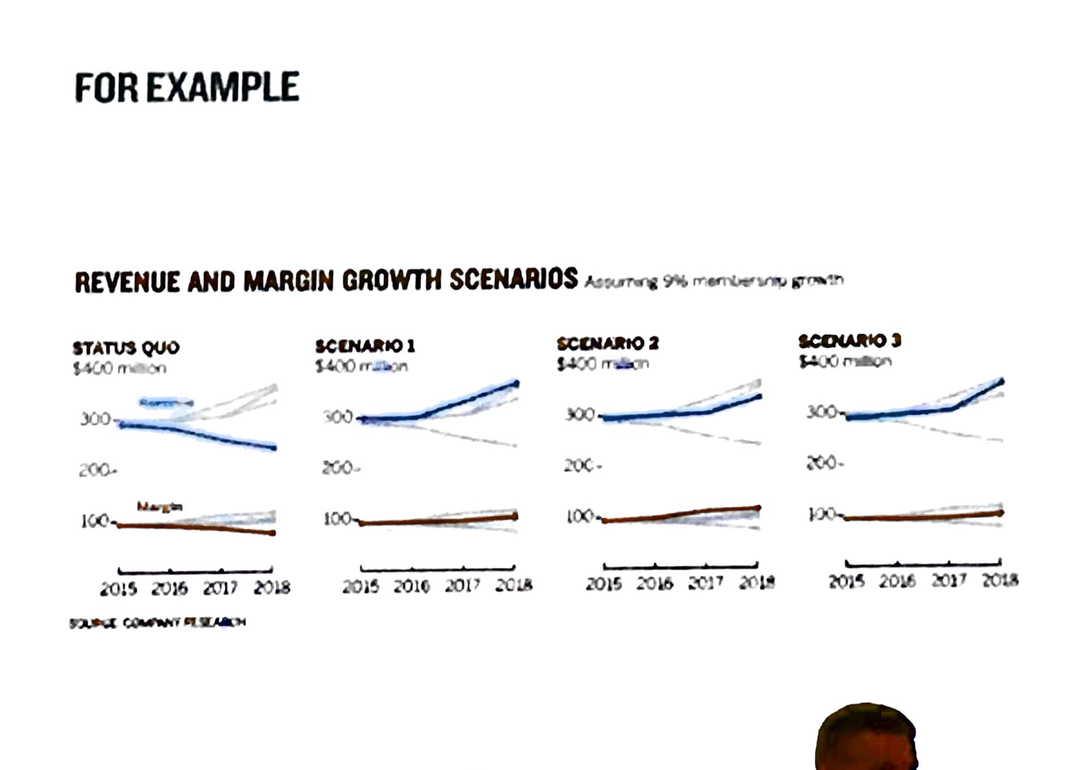 FOR EXAMPLE
REVENUE AND MARGIN GROWTH SCENARIOS Assuming 9% membership growth
STATUS QUO
$400 million
Revenue
300
200
Margin
100
2015 2016 2017 2018
SCENARIO 1
$400 million
300
200
100
2015 2016 2017 2018
SCENARIO 2
$400 million
300
200
100
2015 2016 2017 2018
SCENARIO 3
$400 million
300
200
100
2015 2016 2017 2018
SOURCE: COMPANY RESEARCH